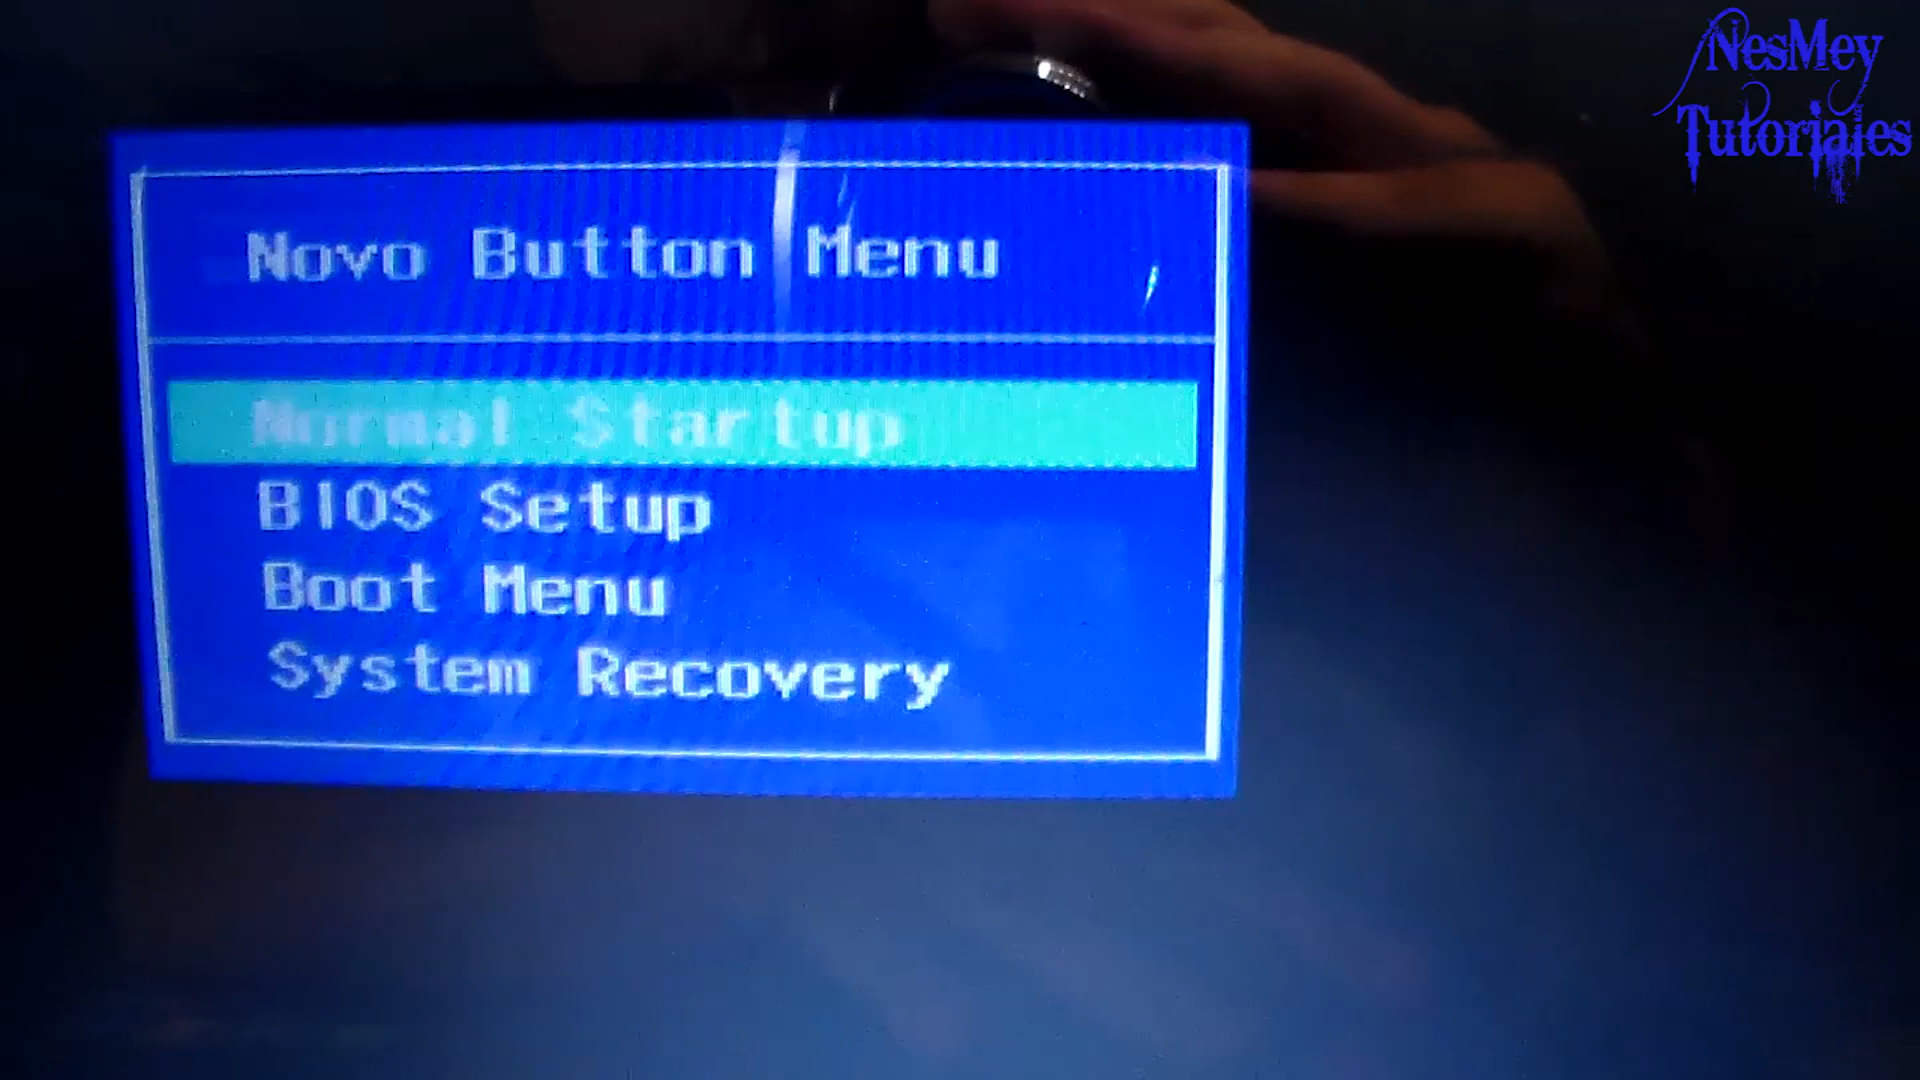 NesMey
Tutoriales
Novo Button Menu
Normal Startup
BIOS Setup
Boot Menu
System Recovery